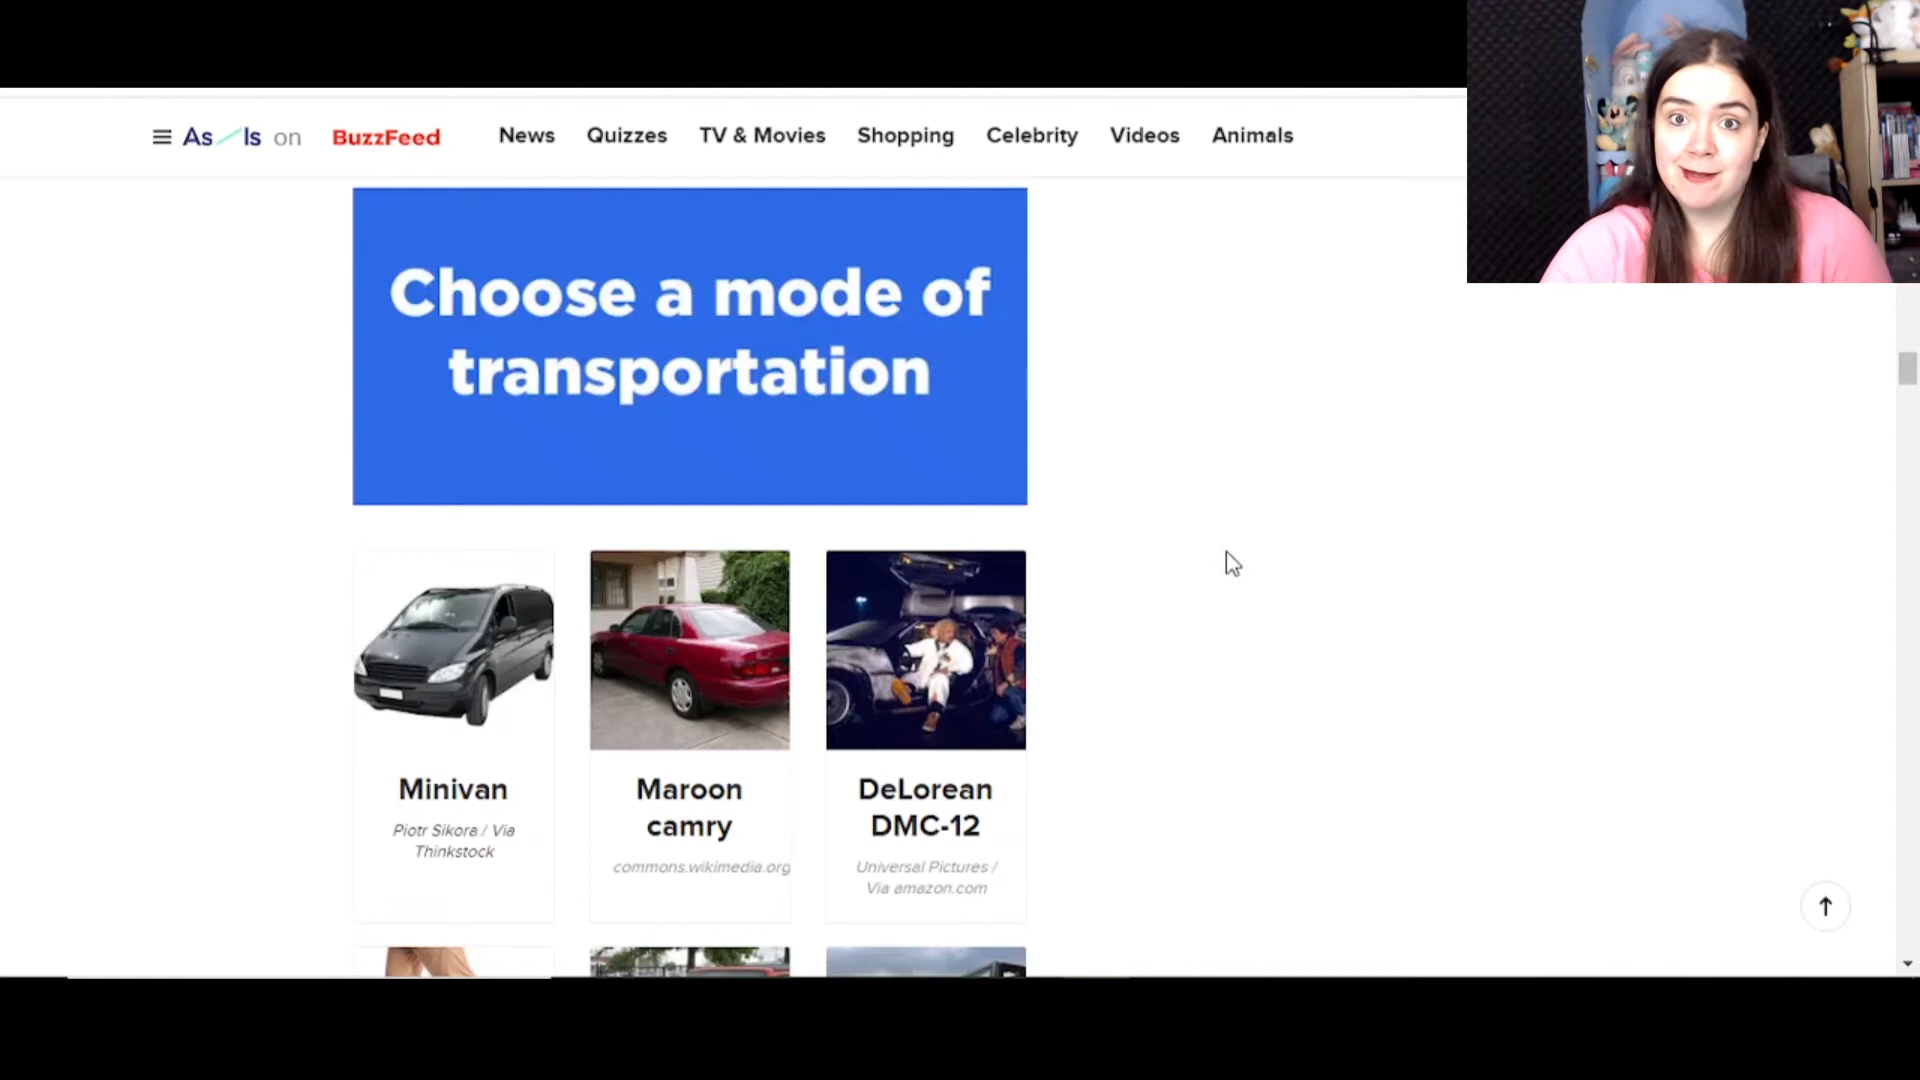 As Is on BuzzFeed News Quizzes TV & Movies Shopping Celebrity Videos Animals
Choose a mode of
transportation
Minivan
Piotr Sikora / Via
Thinkstock
Maroon
camry
commons.wikimedia.org
DeLorean
DMC-12
Universal Pictures /
Via amazon.com